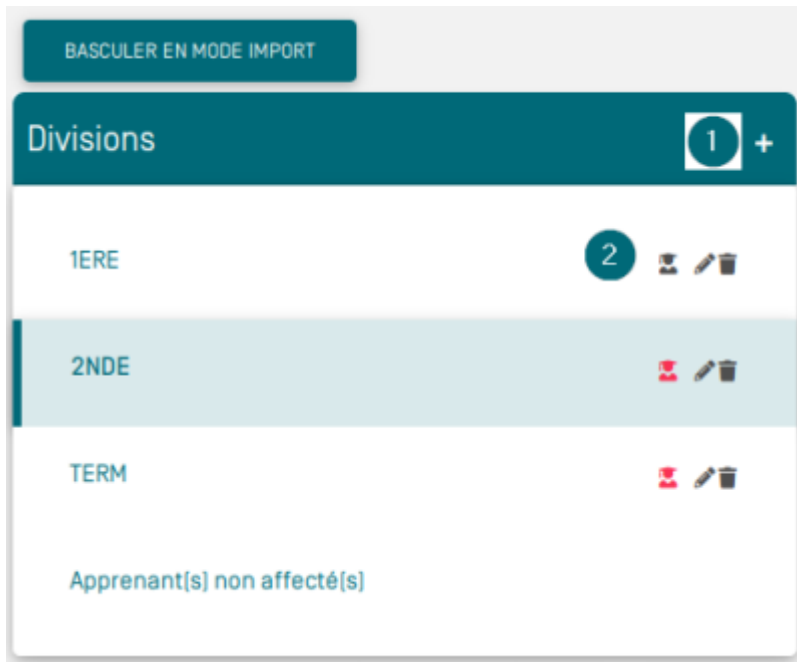 BASCULER EN MODE IMPORT
Divisions 1 +
1ERE 2
2NDE
TERM
Apprenant(s) non affecté(s)